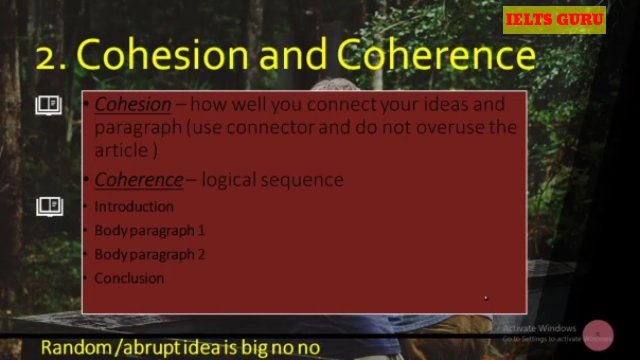 IELTS GURU
2. Cohesion and Coherence
• Cohesion – how well you connect your ideas and
paragraph (use connector and do not overuse the
article )
• Coherence – logical sequence
• Introduction
• Body paragraph 1
• Body paragraph 2
• Conclusion
Activate Windows
Go to Settings to activate Windows.
Random /abrupt idea is big no no